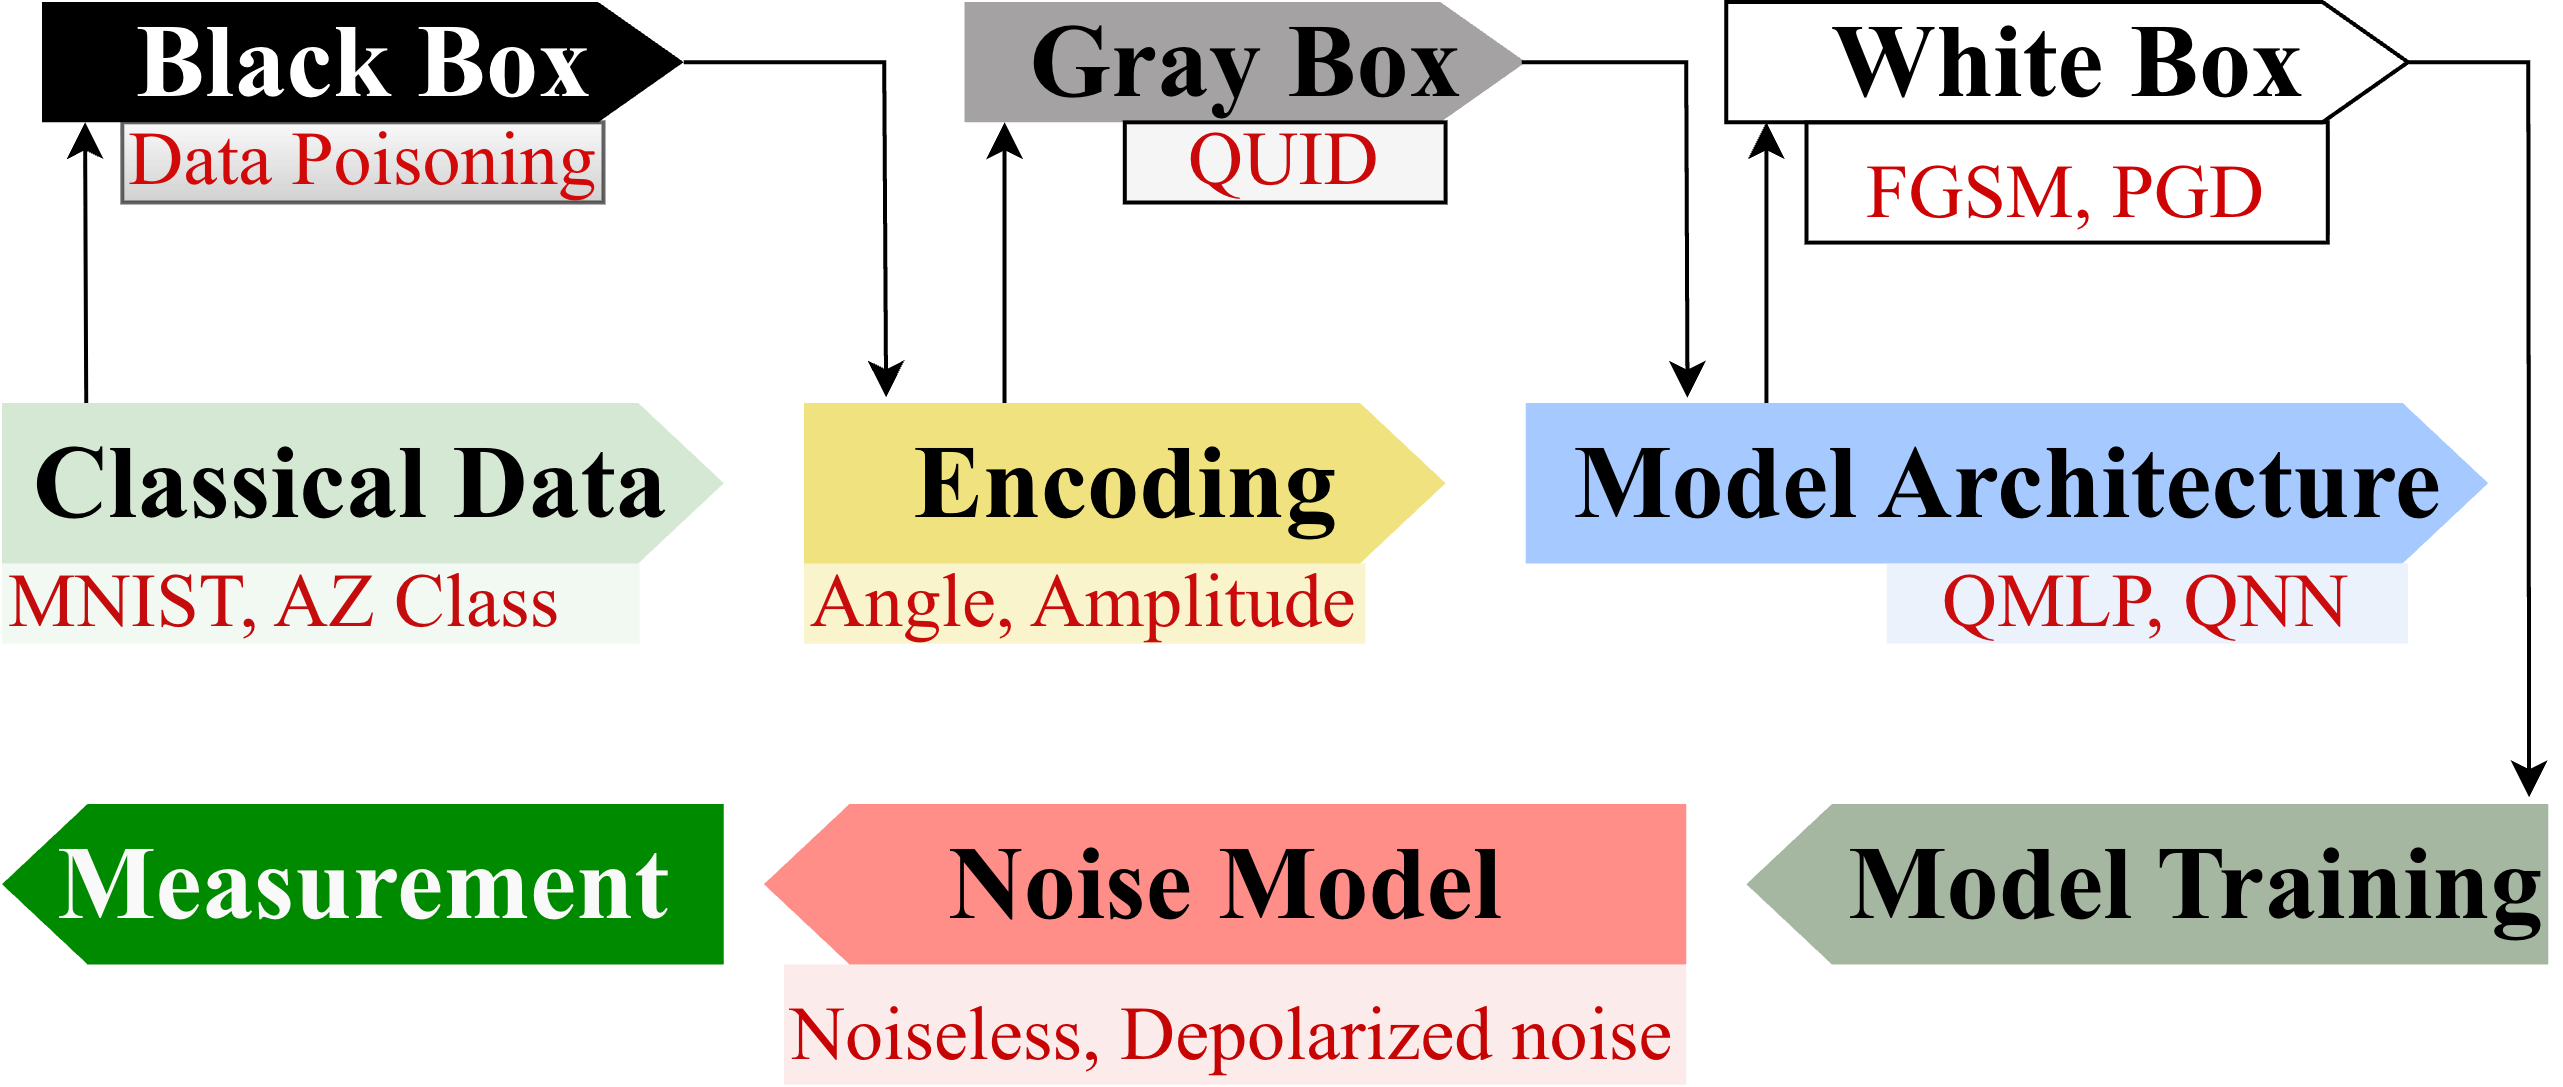 Black Box
Data Poisoning
Gray Box
QUID
White Box
FGSM, PGD
Classical Data
MNIST, AZ Class
Encoding
Angle, Amplitude
Model Architecture
QMLP, QNN
Measurement
Noise Model
Noiseless, Depolarized noise
Model Training